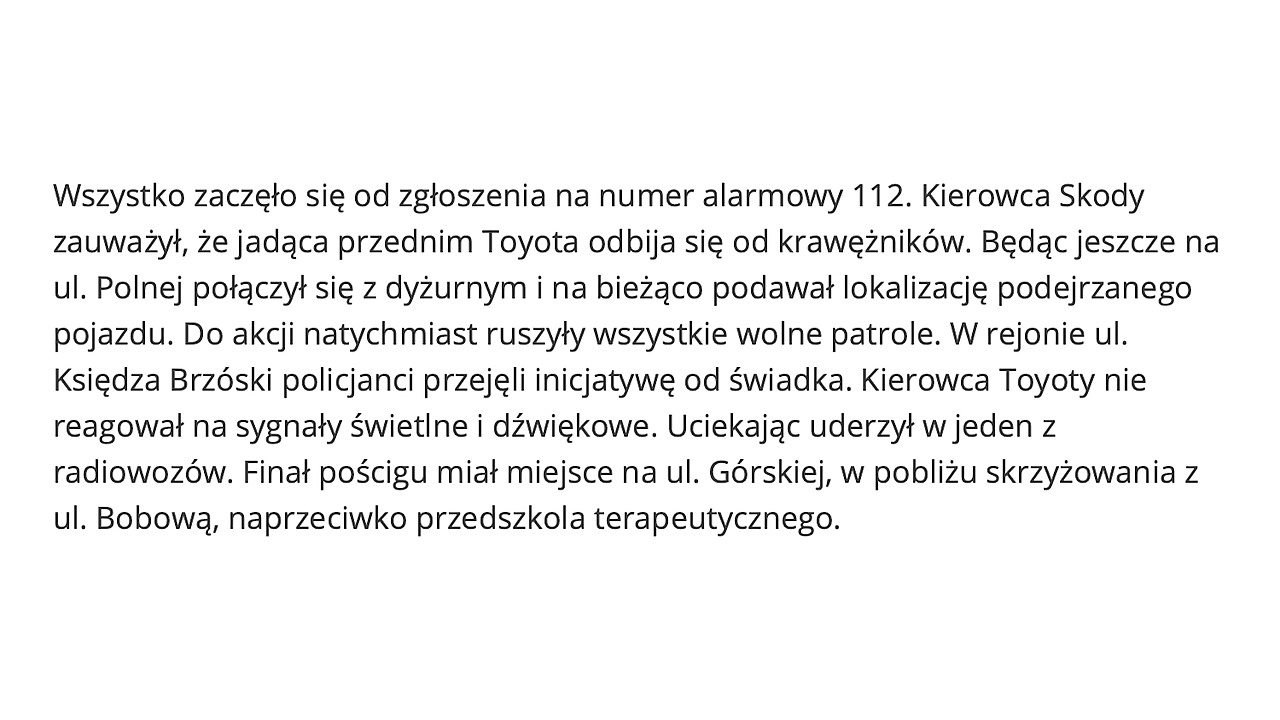 Wszystko zaczęło się od zgłoszenia na numer alarmowy 112. Kierowca Skody
zauważył, że jadąca przednim Toyota odbija się od krawężników. Będąc jeszcze na
ul. Polnej połączył się z dyżurnym i na bieżąco podawał lokalizację podejrzanego
pojazdu. Do akcji natychmiast ruszyły wszystkie wolne patrole. W rejonie ul.
Księdza Brzóski policjanci przejęli inicjatywę od świadka. Kierowca Toyoty nie
reagował na sygnały świetlne i dźwiękowe. Uciekając uderzył w jeden z
radiowozów. Finał pościgu miał miejsce na ul. Górskiej, w pobliżu skrzyżowania z
ul. Bobową, naprzeciwko przedszkola terapeutycznego.